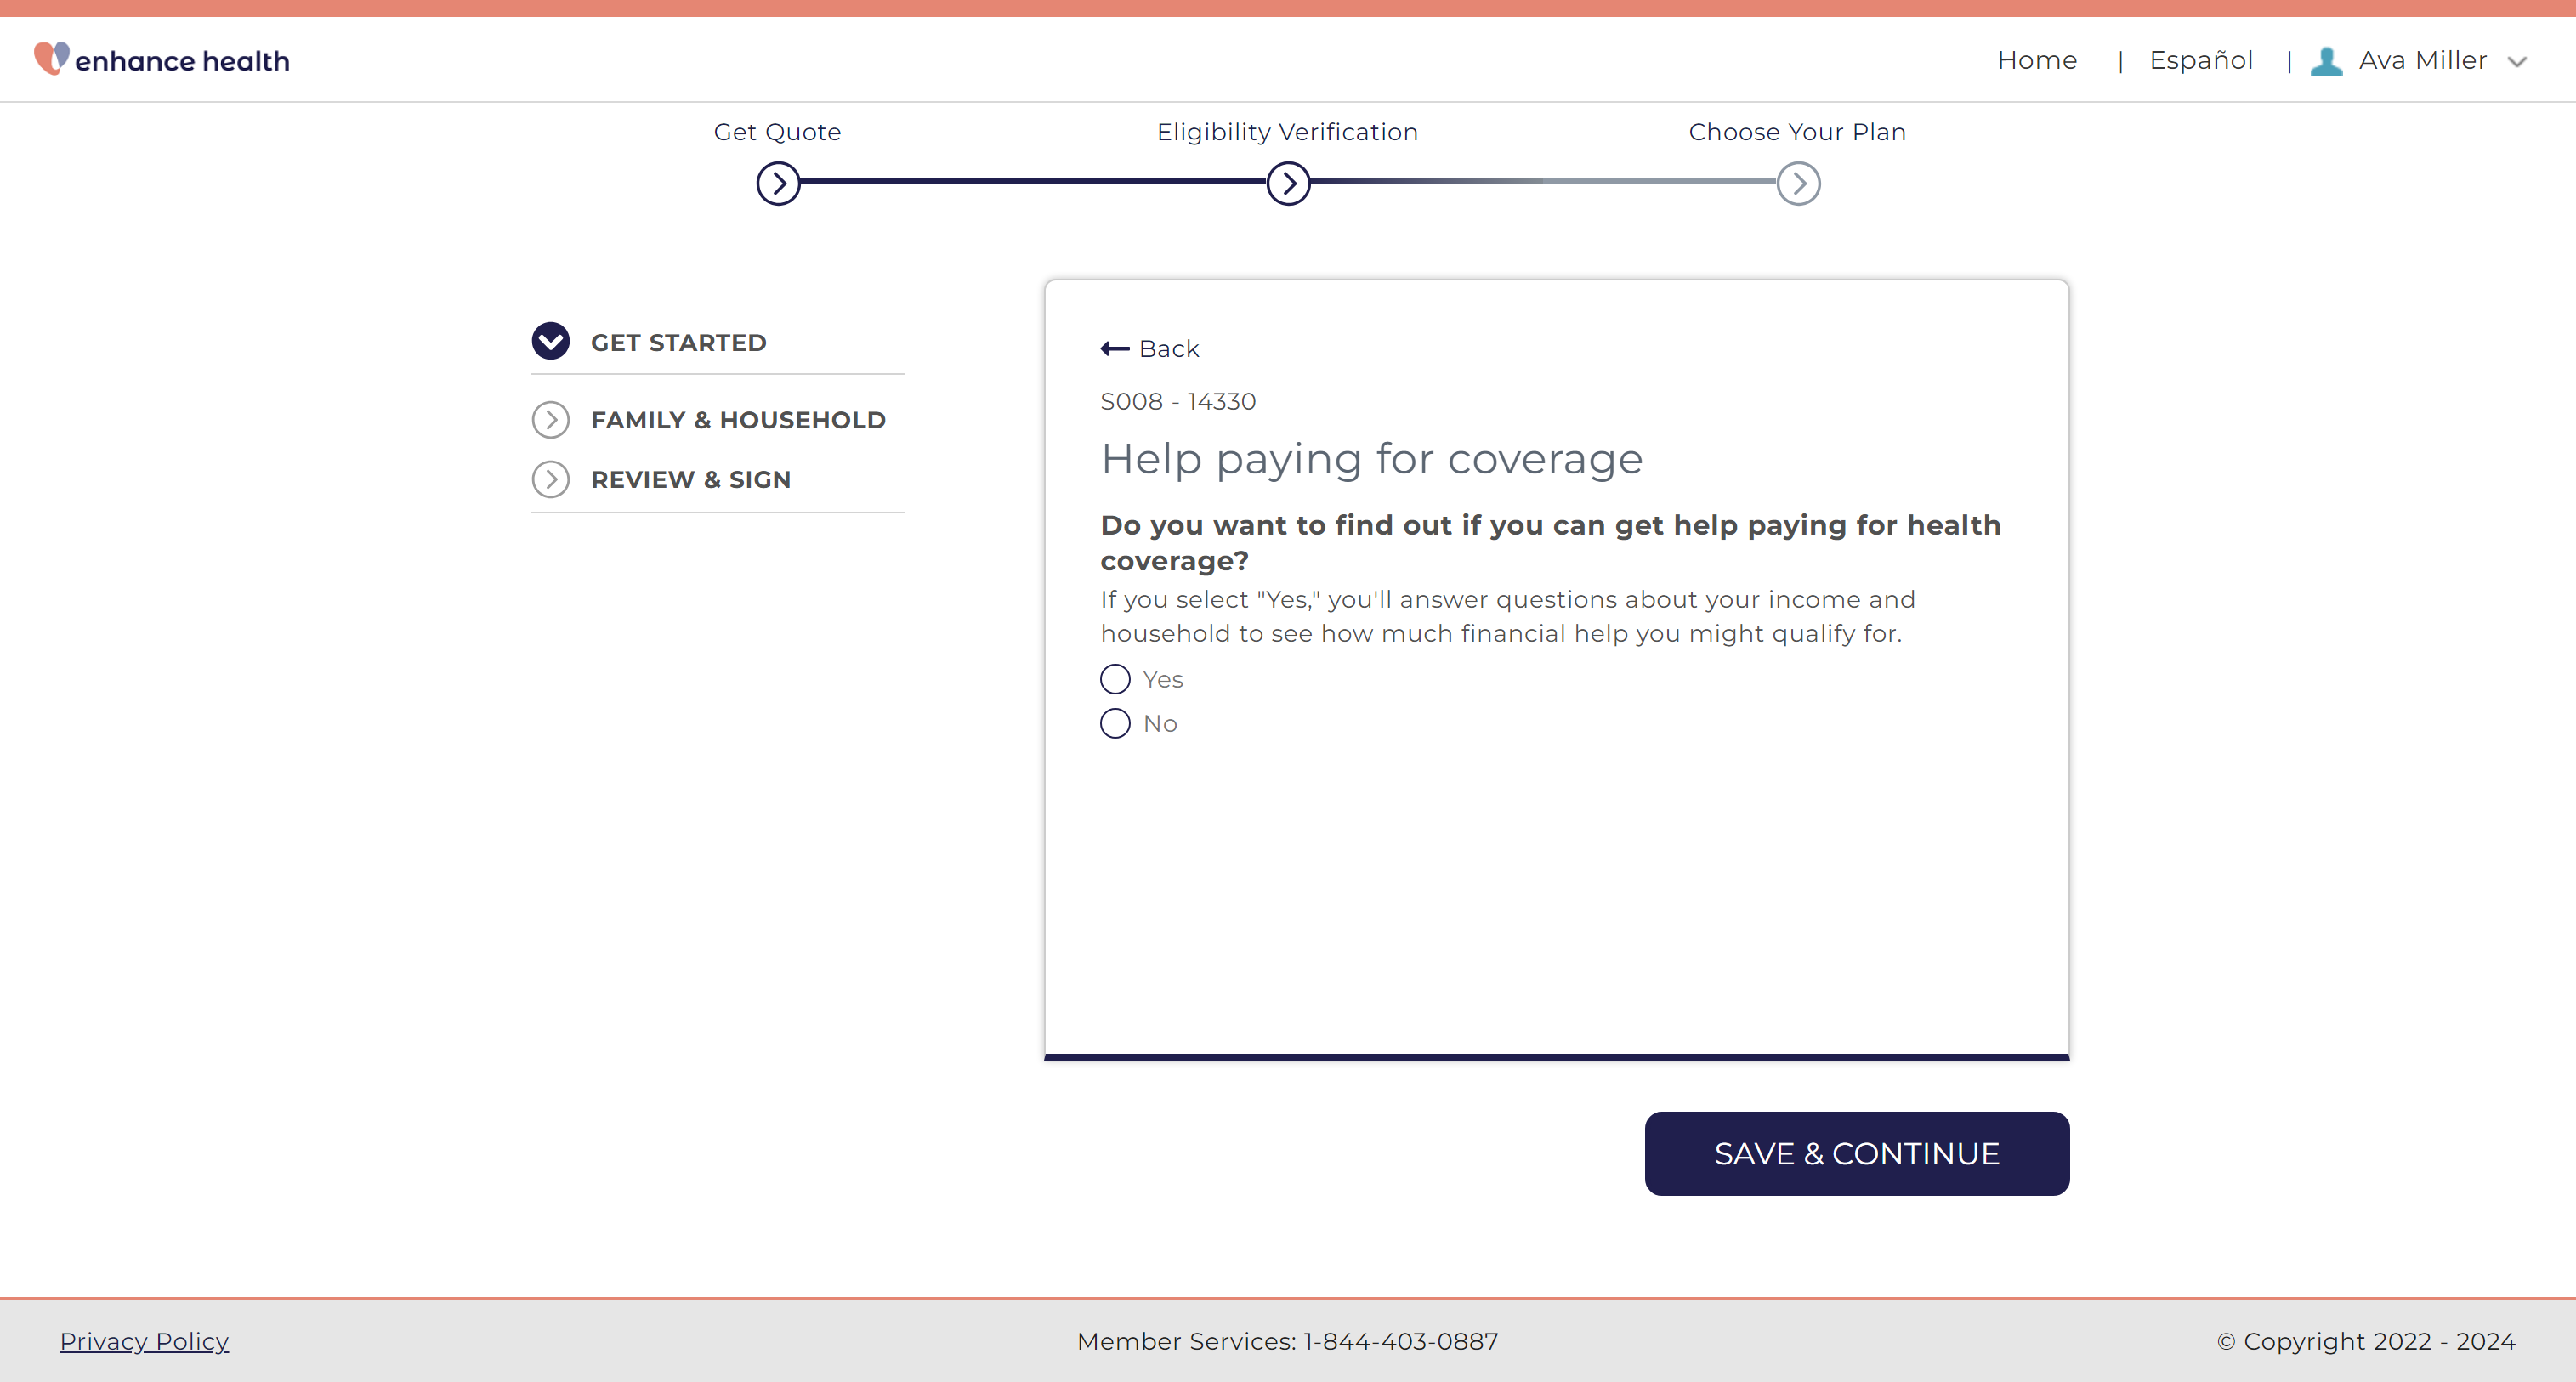 enhance health
Home | Español | Ava Miller
Get Quote
Eligibility Verification
Choose Your Plan
GET STARTED
FAMILY & HOUSEHOLD
REVIEW & SIGN
Back
S008 - 14330
Help paying for coverage
Do you want to find out if you can get help paying for health
coverage?
If you select "Yes," you'll answer questions about your income and
household to see how much financial help you might qualify for.
Yes
No
SAVE & CONTINUE
Privacy Policy
Member Services: 1-844-403-0887
© Copyright 2022 - 2024